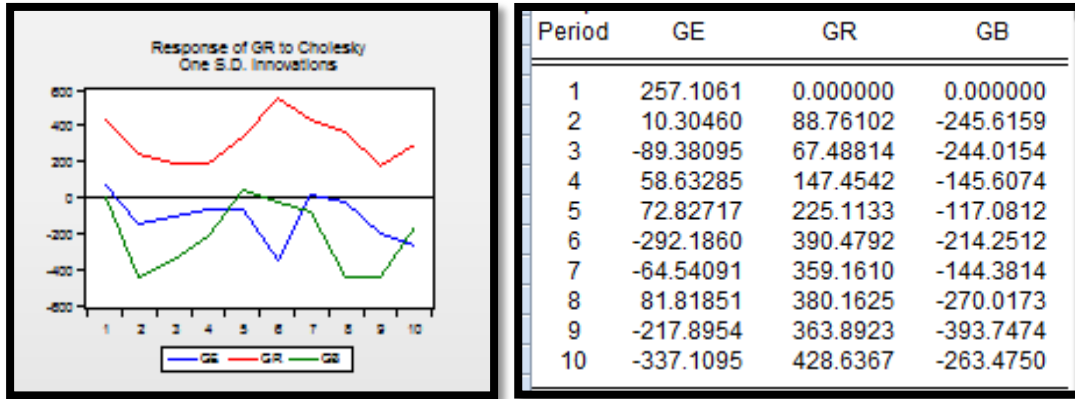 Response of GR to Cholesky
One S.D. Innovations
600
400
200
0
-200
-400
-600
1 2 3 4 5 6 7 8 9 10
GE GR GB
Period GE GR GB
1 257.1061 0.000000 0.000000
2 10.30460 88.76102 -245.6159
3 -89.38095 67.48814 -244.0154
4 58.63285 147.4542 -145.6074
5 72.82717 225.1133 -117.0812
6 -292.1860 390.4792 -214.2512
7 -64.54091 359.1610 -144.3814
8 81.81851 380.1625 -270.0173
9 -217.8954 363.8923 -393.7474
10 -337.1095 428.6367 -263.4750